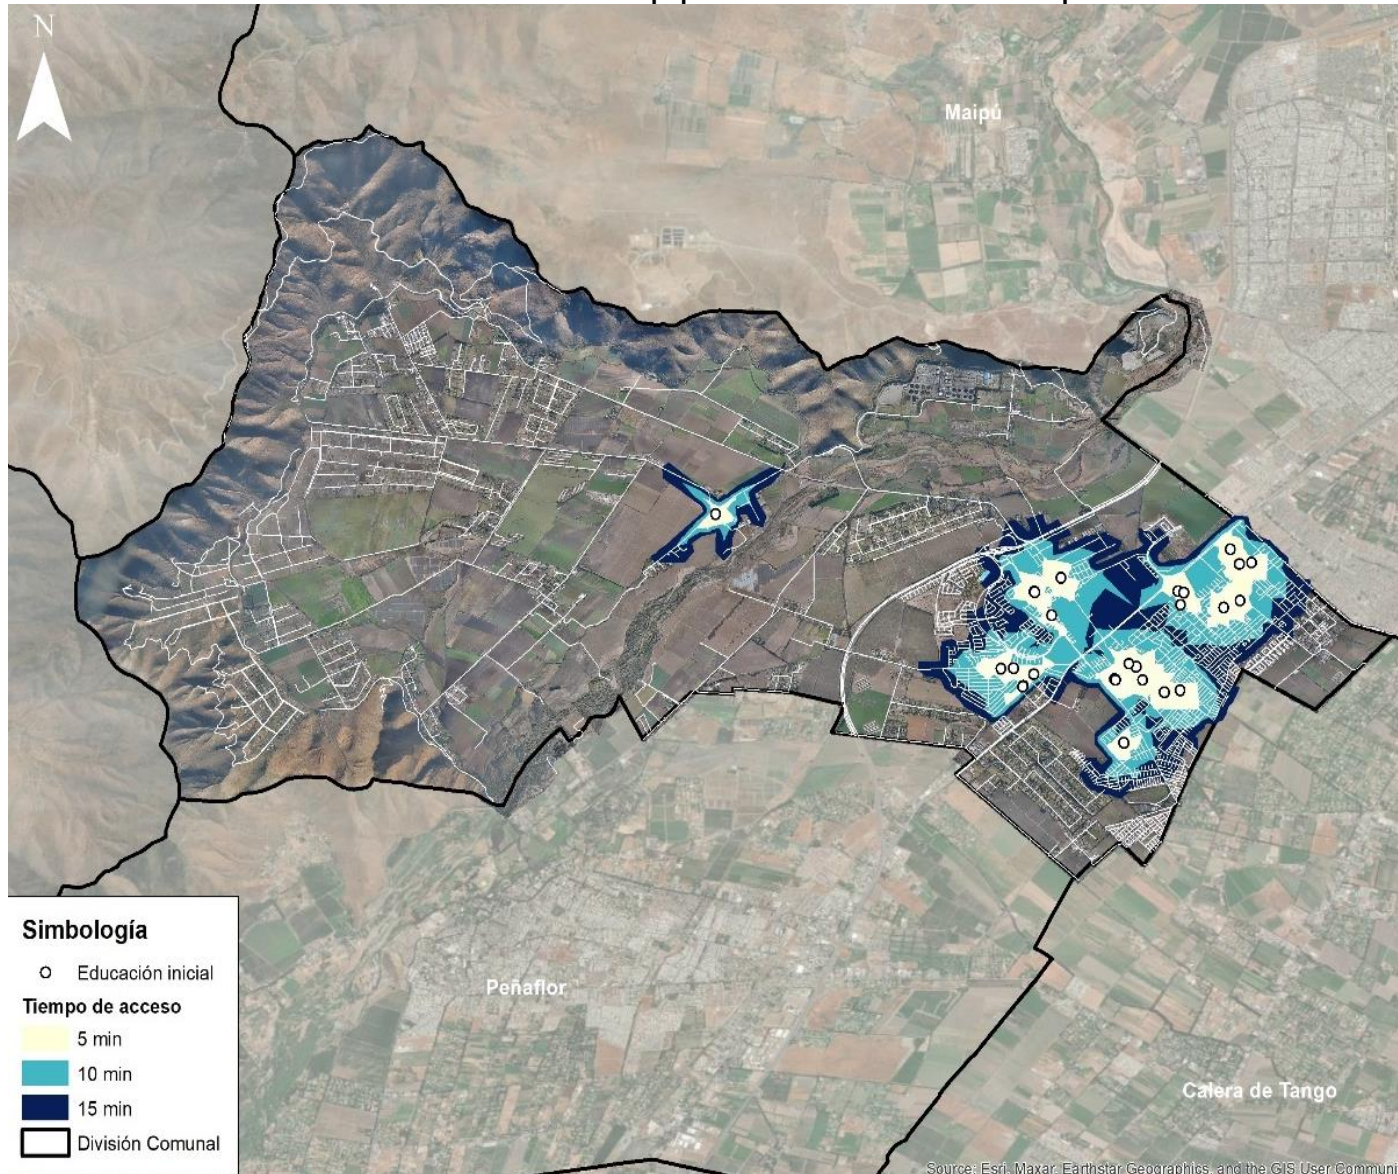 N
Maipú
Peñaflor
Calera de Tango
Simbología
Educación inicial
Tiempo de acceso
5 min
10 min
15 min
División Comunal
Source: Esri, Maxar, Earthstar Geographics, and the GIS User Communi